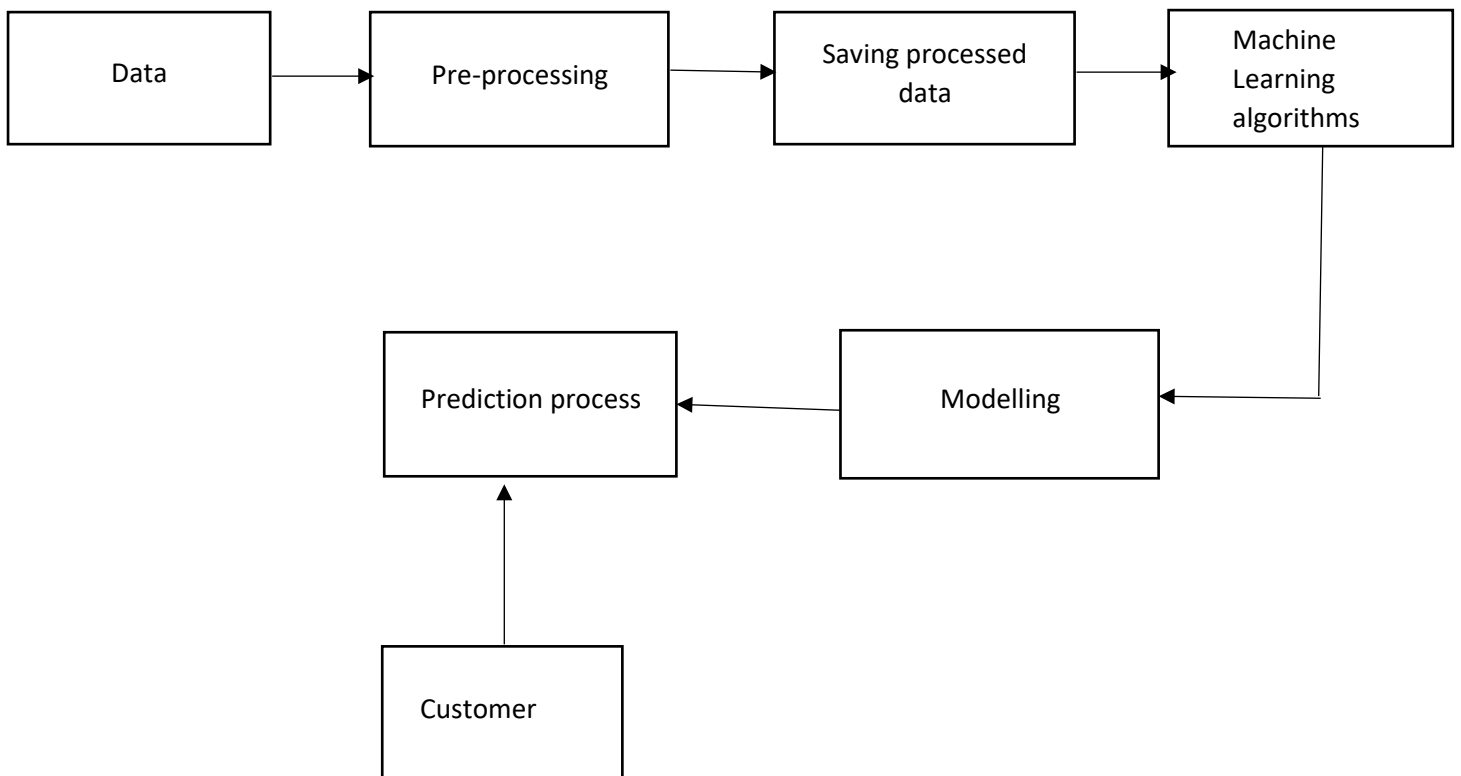 Data
Pre-processing
Saving processed
data
Machine
Learning
algorithms
Prediction process
Modelling
Customer